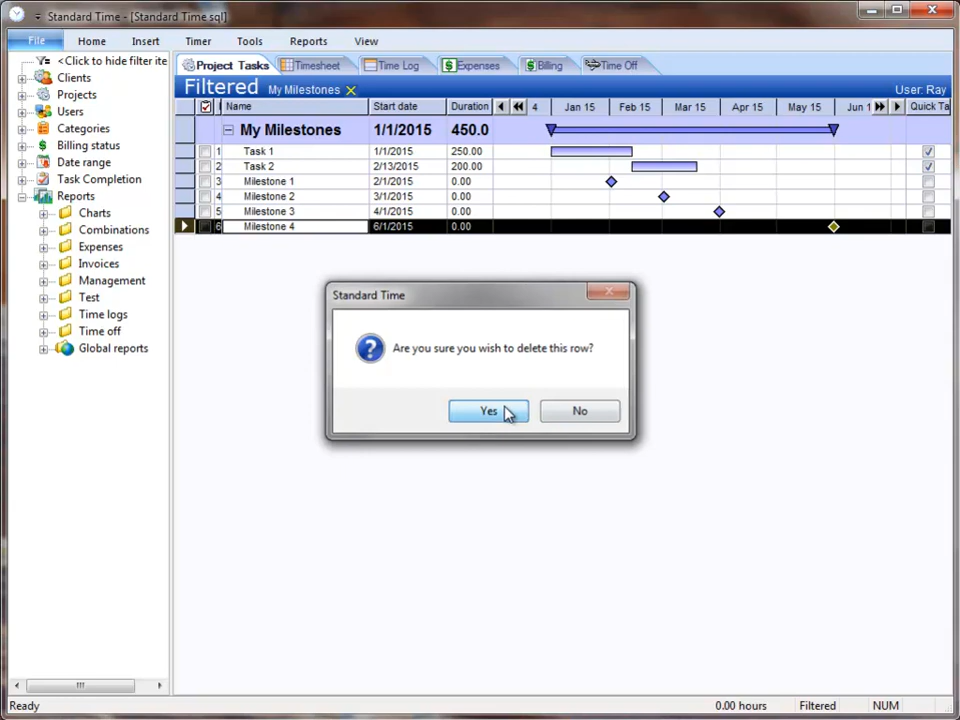 Standard Time - [Standard Time.sql]
File Home Insert Timer Tools Reports View
<Click to hide filter ite
Clients
Projects
Users
Categories
Billing status
Date range
Task Completion
Reports
Charts
Combinations
Expenses
Invoices
Management
Test
Time logs
Time off
Global reports
Project Tasks Timesheet Time Log Expenses Billing Time Off
Filtered My Milestones User: Ray
Name Start date Duration 4 Jan 15 Feb 15 Mar 15 Apr 15 May 15 Jun 1 Quick Ta
My Milestones 1/1/2015 450.0
1 Task 1 1/1/2015 250.00
2 Task 2 2/13/2015 200.00
3 Milestone 1 2/1/2015 0.00
4 Milestone 2 3/1/2015 0.00
5 Milestone 3 4/1/2015 0.00
6 Milestone 4 6/1/2015 0.00
Standard Time
Are you sure you wish to delete this row?
Yes No
Ready 0.00 hours Filtered NUM